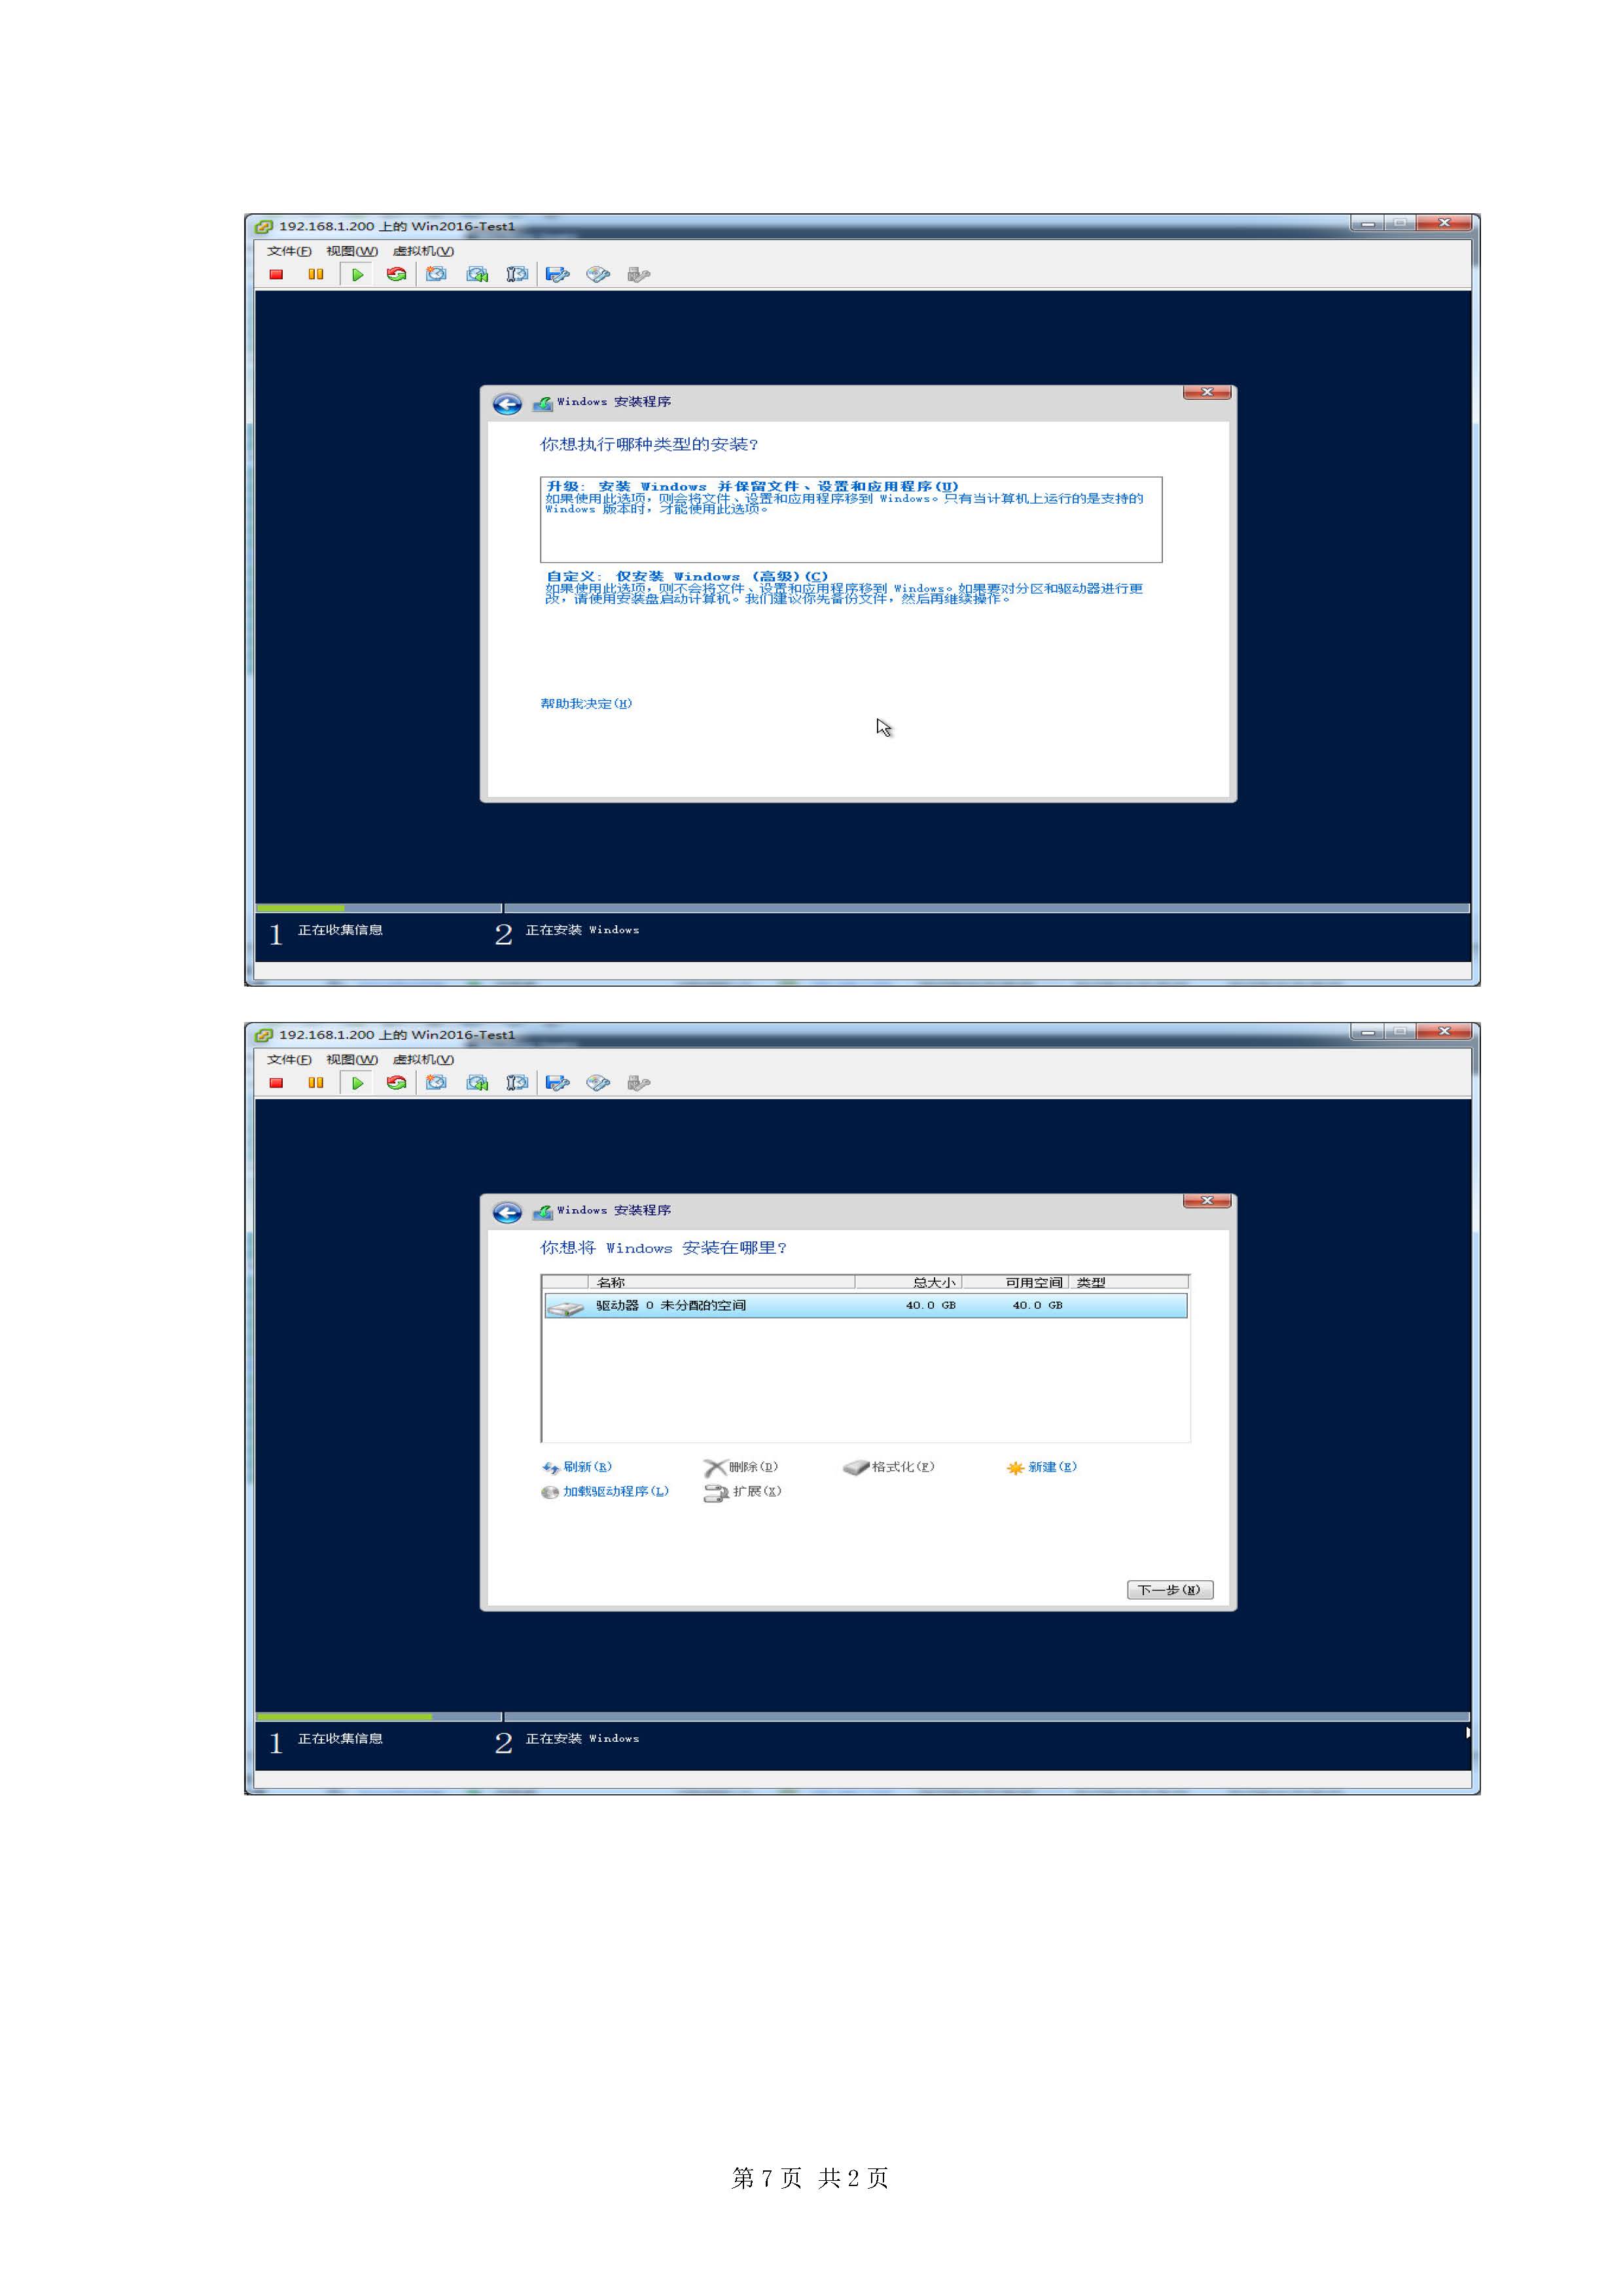 192.168.1.200 上的 Win2016-Test1
文件(F) 视图(W) 虚拟机(V)
Windows 安装程序
你想执行哪种类型的安装?
升级: 安装 Windows 并保留文件、设置和应用程序(U)
如果使用此选项，则会将文件、设置和应用程序移到 Windows。只有当计算机上运行的是支持的
Windows 版本时，才能使用此选项。
自定义: 仅安装 Windows (高级)(C)
如果使用此选项，则不会将文件、设置和应用程序移到 Windows。如果要对分区和驱动器进行更
改，请使用安装盘启动计算机。我们建议你先备份文件，然后再继续操作。
帮助我决定(H)
1 正在收集信息 2 正在安装 Windows
192.168.1.200 上的 Win2016-Test1
文件(F) 视图(W) 虚拟机(V)
Windows 安装程序
你想将 Windows 安装在哪里?
名称 总大小 可用空间 类型
驱动器 0 未分配的空间 40.0 GB 40.0 GB
刷新(R) 删除(D) 格式化(F) 新建(E)
加载驱动程序(L) 扩展(X)
下一步(N)
1 正在收集信息 2 正在安装 Windows
第 7 页 共 2 页